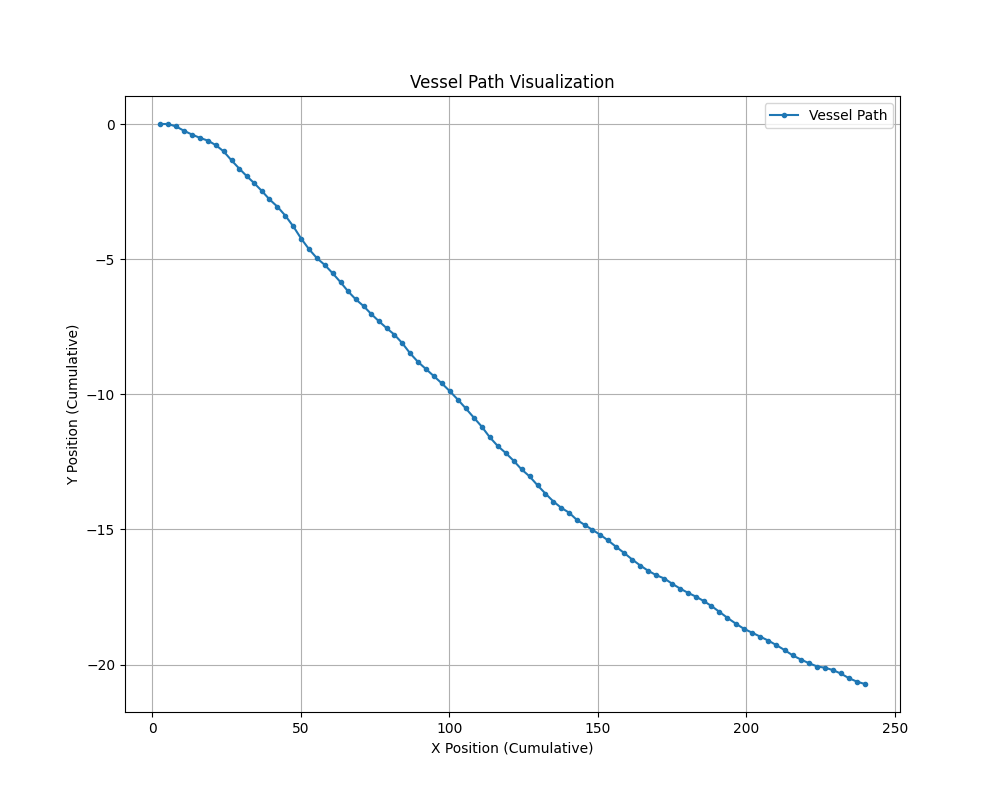 Vessel Path Visualization
Vessel Path
0
−5
−10
−15
−20
Y Position (Cumulative)
0
50
100
150
200
250
X Position (Cumulative)